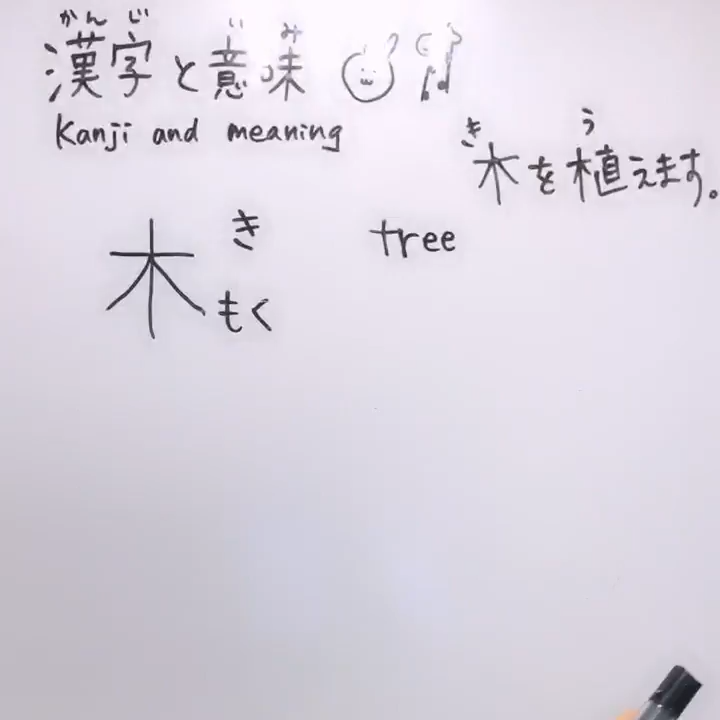 かんじ いみ
漢字と意味
Kanji and meaning
き う
木を植えます。
木 き tree
もく